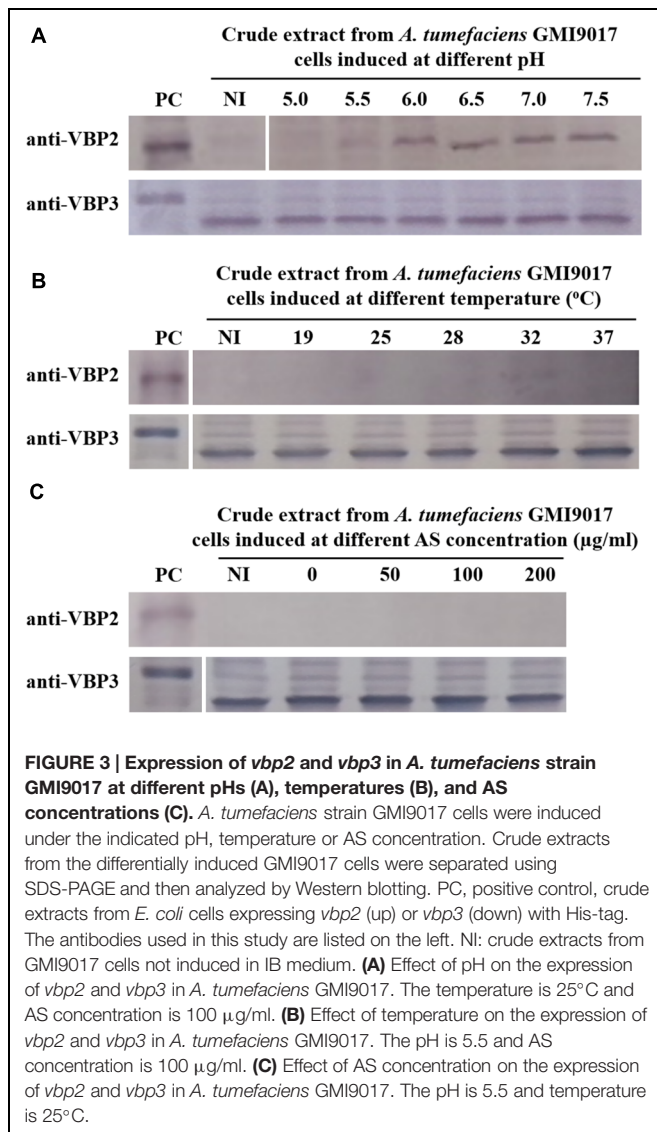 A
Crude extract from A. tumefaciens GMI9017
cells induced at different pH
PC NI 5.0 5.5 6.0 6.5 7.0 7.5
anti-VBP2
anti-VBP3
B
Crude extract from A. tumefaciens GMI9017
cells induced at different temperature (⁰C)
PC NI 19 25 28 32 37
anti-VBP2
anti-VBP3
C
Crude extract from A. tumefaciens GMI9017
cells induced at different AS concentration (µg/ml)
PC NI 0 50 100 200
anti-VBP2
anti-VBP3
FIGURE 3 | Expression of vbp2 and vbp3 in A. tumefaciens strain
GMI9017 at different pHs (A), temperatures (B), and AS
concentrations (C). A. tumefaciens strain GMI9017 cells were induced
under the indicated pH, temperature or AS concentration. Crude extracts
from the differentially induced GMI9017 cells were separated using
SDS-PAGE and then analyzed by Western blotting. PC, positive control, crude
extracts from E. coli cells expressing vbp2 (up) or vbp3 (down) with His-tag.
The antibodies used in this study are listed on the left. NI: crude extracts from
GMI9017 cells not induced in IB medium. (A) Effect of pH on the expression
of vbp2 and vbp3 in A. tumefaciens GMI9017. The temperature is 25°C and
AS concentration is 100 µg/ml. (B) Effect of temperature on the expression of
vbp2 and vbp3 in A. tumefaciens GMI9017. The pH is 5.5 and AS
concentration is 100 µg/ml. (C) Effect of AS concentration on the expression
of vbp2 and vbp3 in A. tumefaciens GMI9017. The pH is 5.5 and temperature
is 25°C.